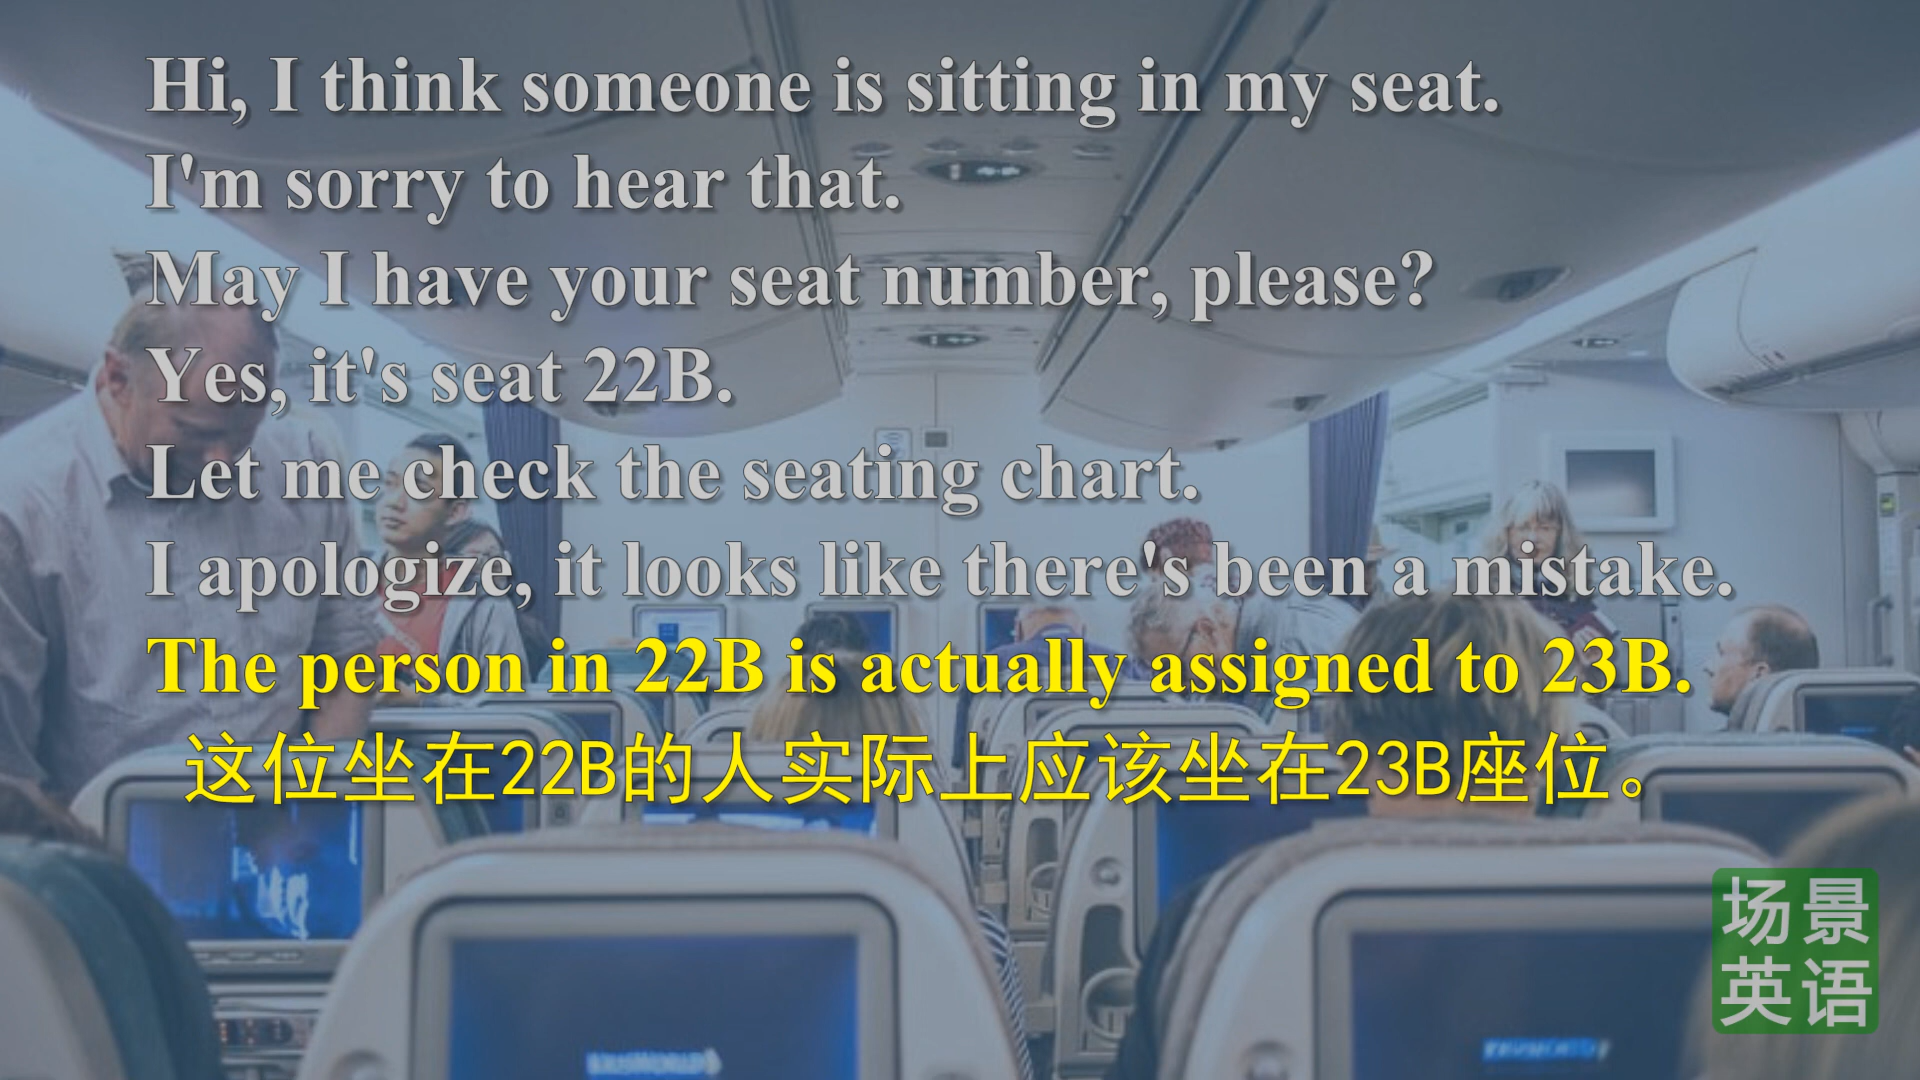 Hi, I think someone is sitting in my seat.
I'm sorry to hear that.
May I have your seat number, please?
Yes, it's seat 22B.
Let me check the seating chart.
I apologize, it looks like there's been a mistake.
The person in 22B is actually assigned to 23B.
这位坐在22B的人实际上应该坐在23B座位。
场景
英语